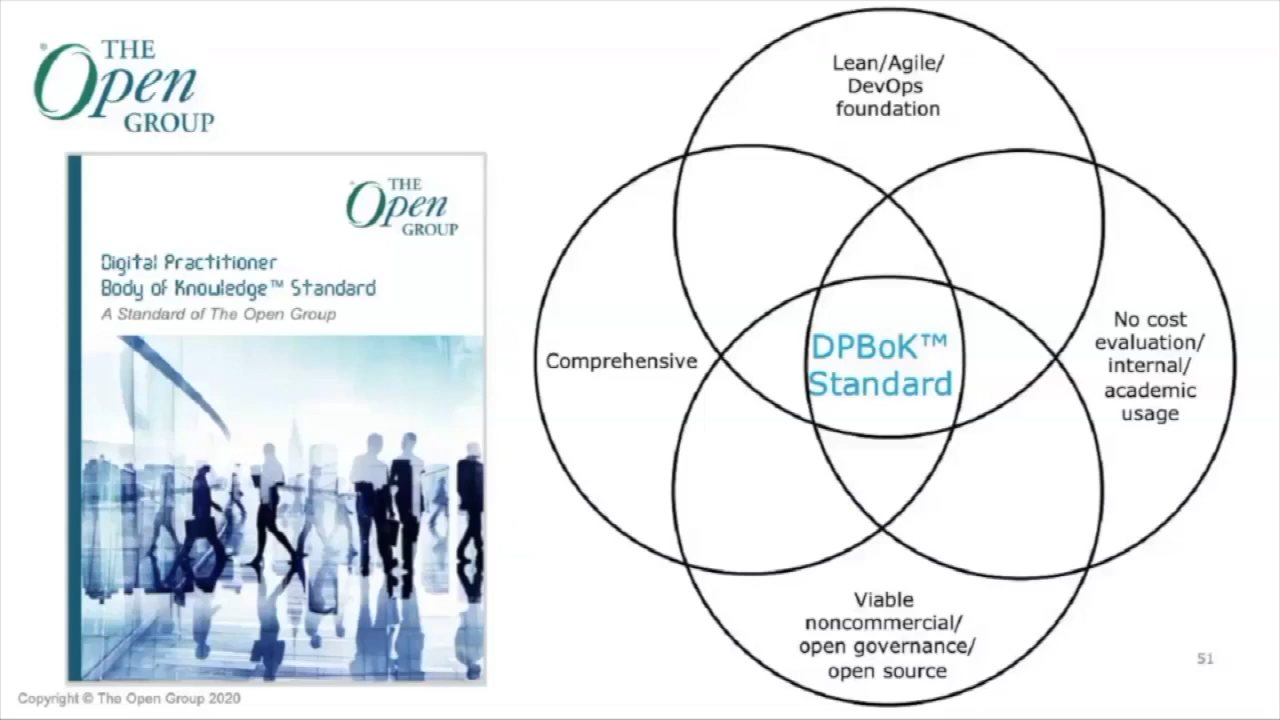 THE
Open
GROUP
THE
Open
GROUP
Digital Practitioner
Body of Knowledge™ Standard
A Standard of The Open Group
Lean/Agile/
DevOps
foundation
Comprehensive
DPBoK™
Standard
No cost
evaluation/
internal/
academic
usage
Viable
noncommercial/
open governance/
open source
51
Copyright © The Open Group 2020